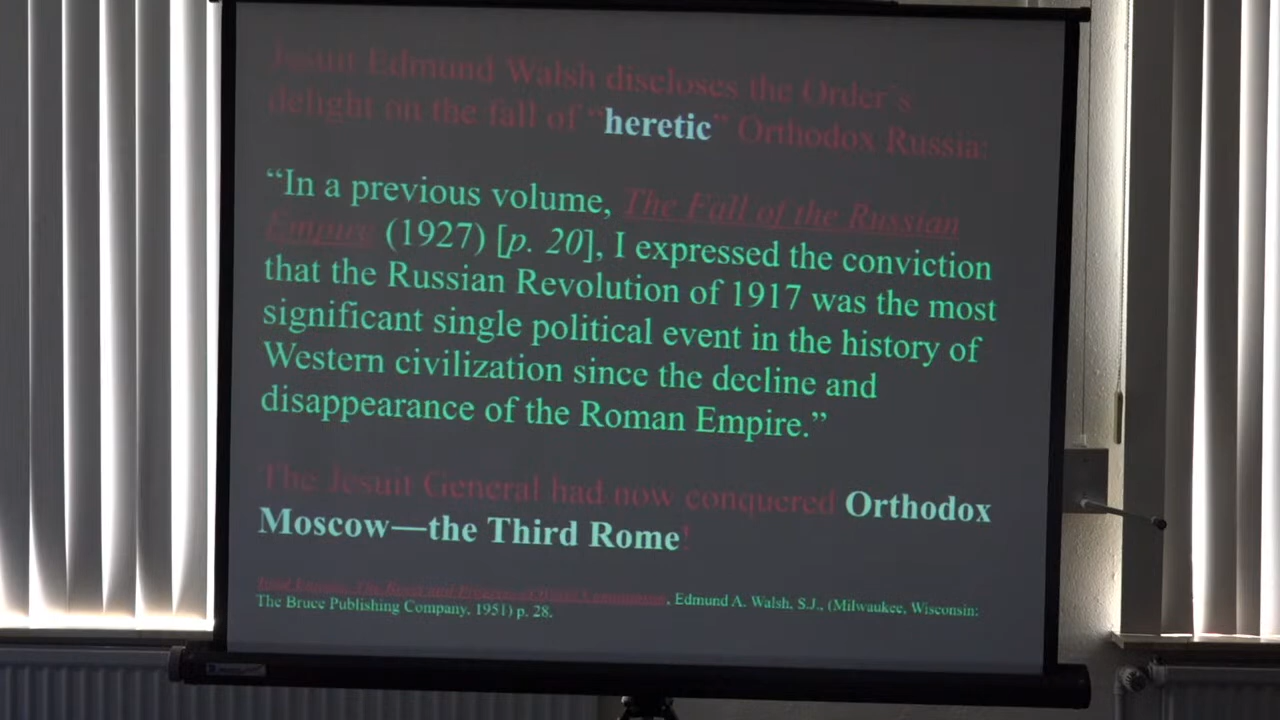 Jesuit Edmund Walsh discloses the Order's
delight on the fall of "heretic" Orthodox Russia:
“In a previous volume, The Fall of the Russian
Empire (1927) [p. 20], I expressed the conviction
that the Russian Revolution of 1917 was the most
significant single political event in the history of
Western civilization since the decline and
disappearance of the Roman Empire.”
The Jesuit General had now conquered Orthodox
Moscow—the Third Rome!
, Edmund A. Walsh, S.J., (Milwaukee, Wisconsin:
The Bruce Publishing Company, 1951) p. 28.